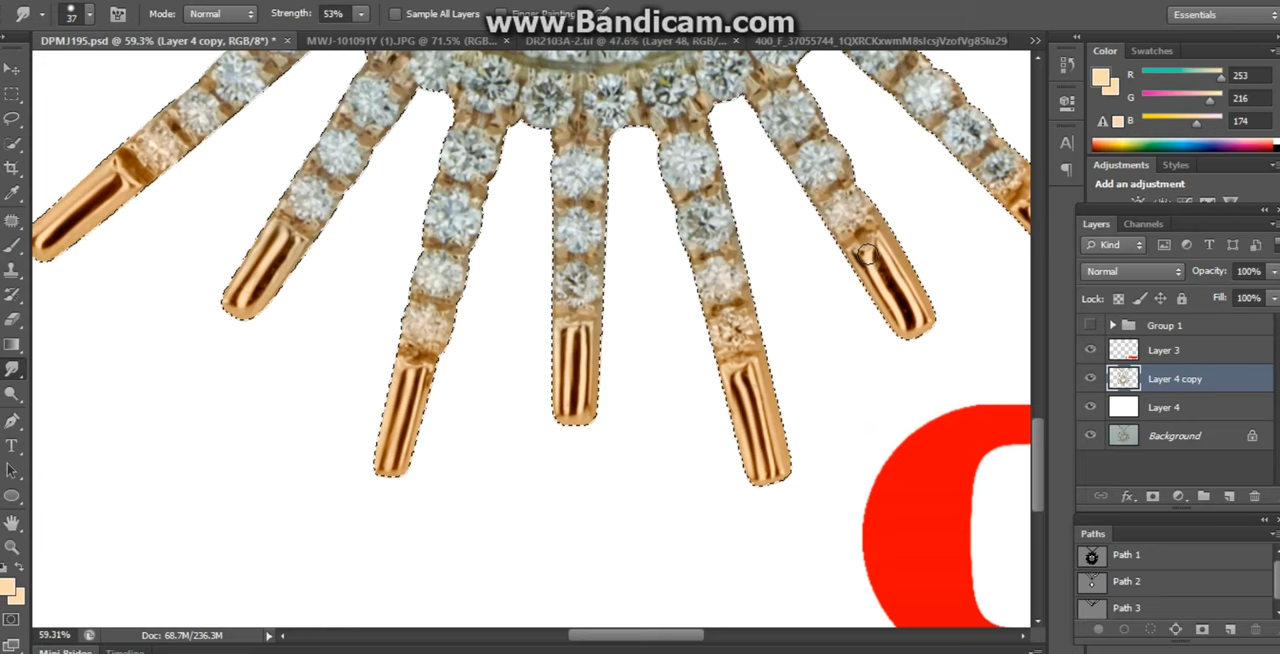 37 Mode: Normal Strength: 53% Sample All Layers Finger Painting Essentials
www.Bandicam.com
DPMJ195.psd @ 59.3% (Layer 4 copy, RGB/8*) * × MWJ-101091Y (1).JPG @ 71.5% (RGB... × DR2103A-2.tif @ 47.6% (Layer 48, RGB/... × 400_F_37055744_1QXRCKxwmM8sIcsjVzofVg85Iu29 >>
Color Swatches
R 253
G 216
B 174
Adjustments Styles
Add an adjustment
Layers Channels
Kind
Normal Opacity: 100%
Lock: Fill: 100%
Group 1
Layer 3
Layer 4 copy
Layer 4
Background
Paths
Path 1
Path 2
Path 3
59.31% Doc: 68.7M/236.3M
Mini Bridge Timeline